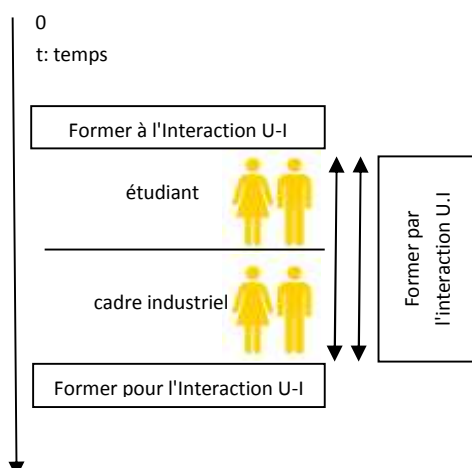 0
t: temps
Former à l'Interaction U-I
étudiant
cadre industriel
Former pour l'Interaction U-I
Former par
l'interaction U.I